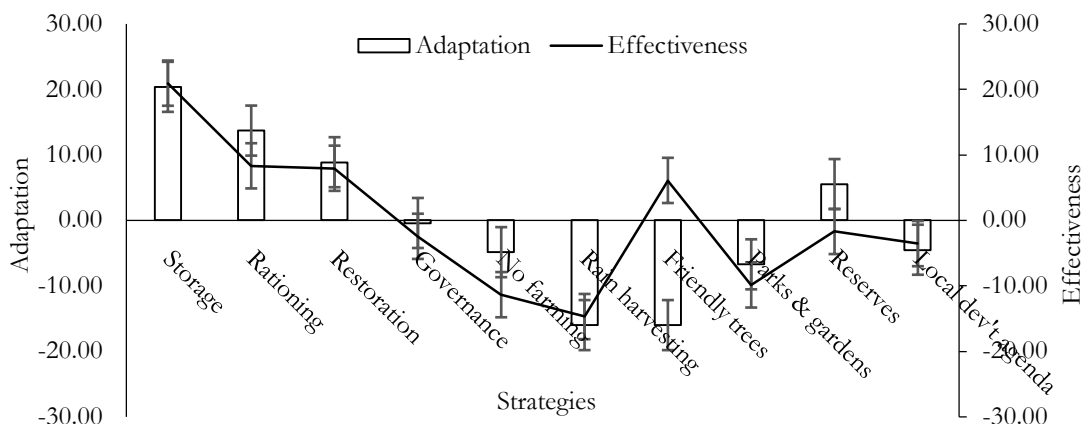 30.00
20.00
10.00
0.00
-10.00
-20.00
-30.00
Adaptation
Adaptation
Effectiveness
Storage
Rationing
Restoration
Governance
No farming
Rain harvesting
Friendly trees
Parks & gardens
Reserves
Local dev't agenda
Strategies
30.00
20.00
10.00
0.00
-10.00
-20.00
-30.00
Effectiveness